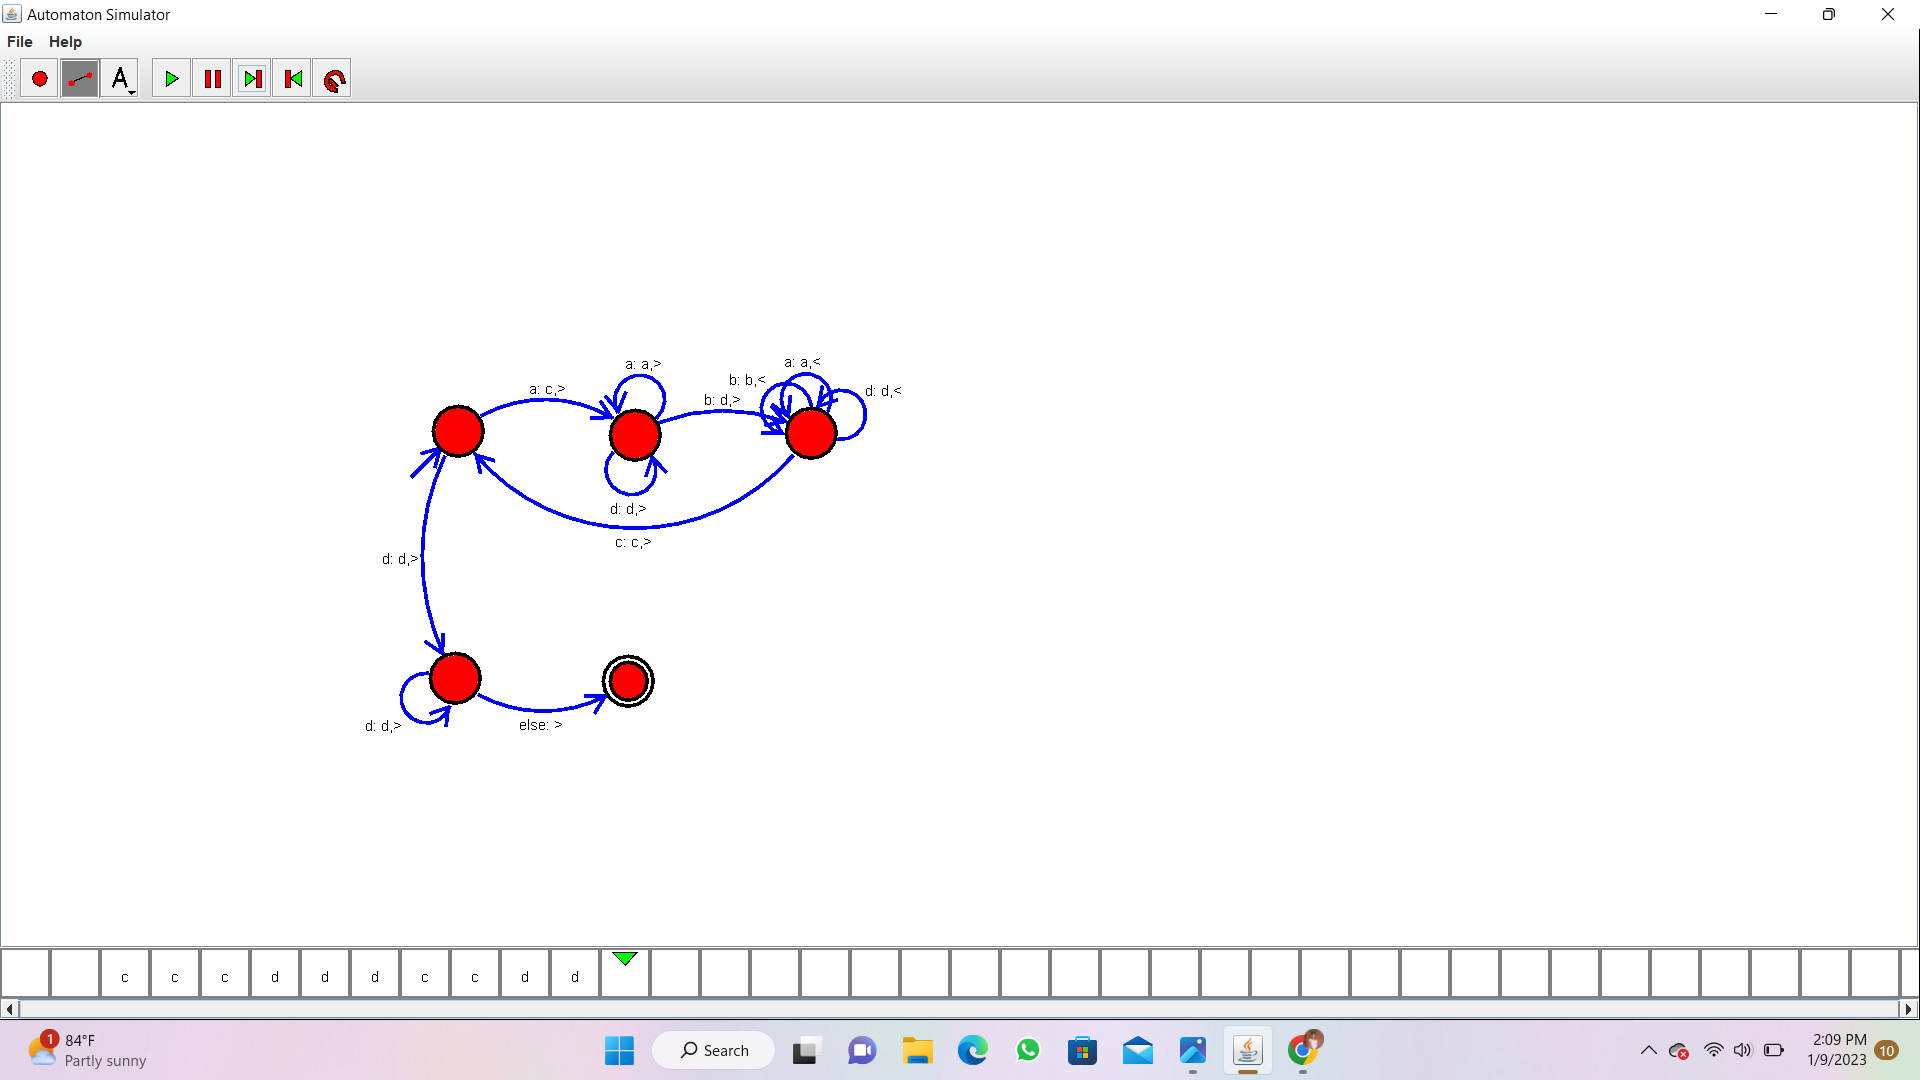 Automaton Simulator
File Help
A
a: a,>
a: a,<
b: b,<
a: c,>
d: d,<
b: d,>
d: d,>
c: c,>
d: d,>
d: d,>
else: >
c c c d d d c c d d
1
84°F
Partly sunny
Search
2:09 PM
1/9/2023
10